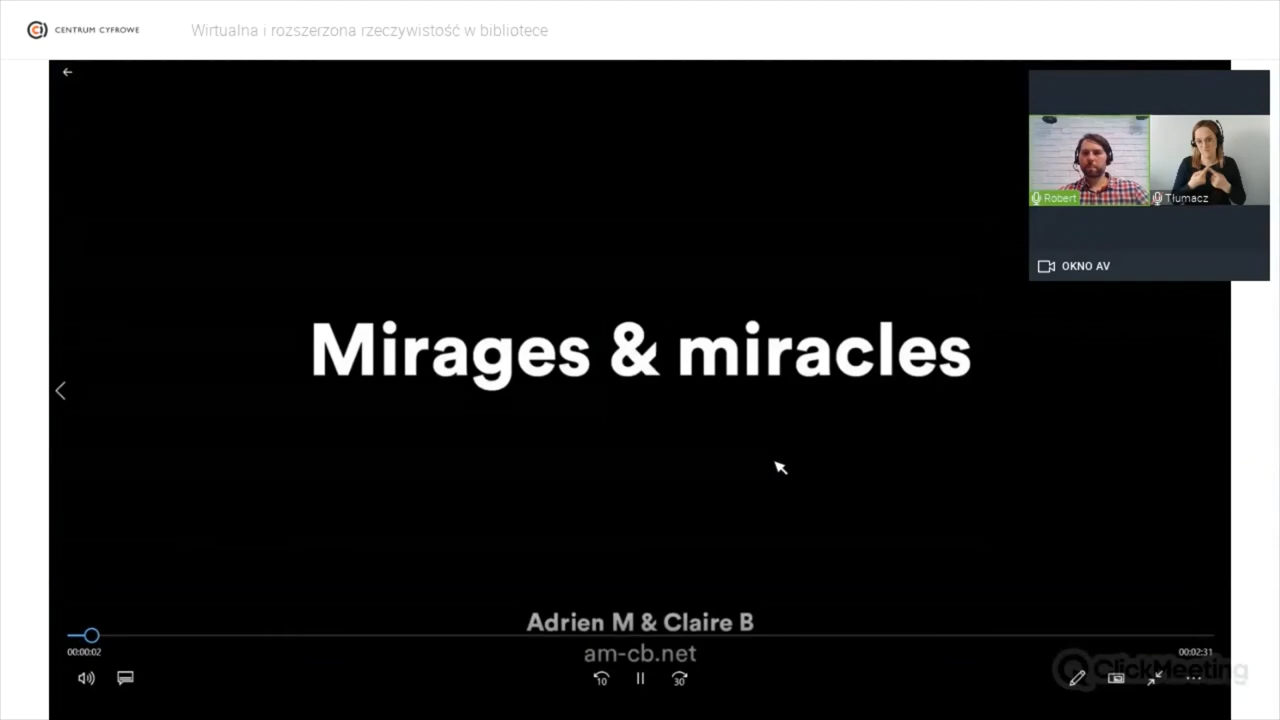 CENTRUM CYFROWE
Wirtualna i rozszerzona rzeczywistość w bibliotece
Robert
Tłumacz
OKNO AV
Mirages & miracles
Adrien M & Claire B
am-cb.net
00:00:02
00:02:31
10
30
ClickMeeting